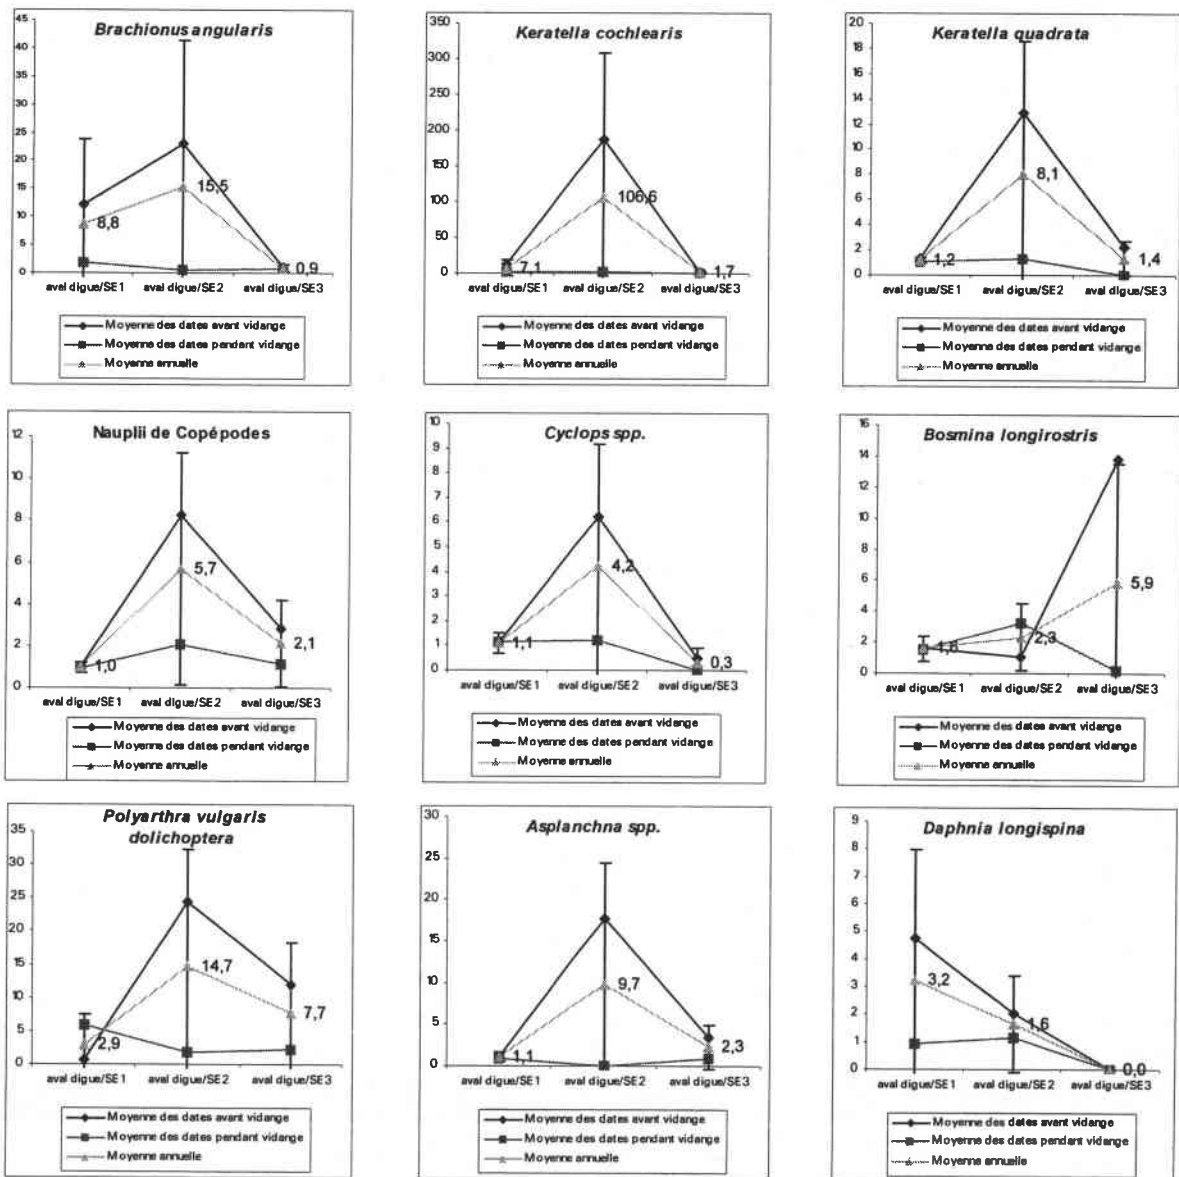 Brachionus angularis
45
40
35
30
25
20
15
10
5
0
15,5
8,8
0,9
aval digue/SE1 aval digue/SE2 aval digue/SE3
Moyenne des dates avant vidange
Moyenne des dates pendant vidange
Moyenne annuelle
Keratella cochlearis
350
300
250
200
150
100
50
0
106,6
7,1
1,7
aval digue/SE1 aval digue/SE2 aval digue/SE3
Moyenne des dates avant vidange
Moyenne des dates pendant vidange
Moyenne annuelle
Keratella quadrata
20
18
16
14
12
10
8
6
4
2
0
8,1
1,2
1,4
aval digue/SE1 aval digue/SE2 aval digue/SE3
Moyenne des dates avant vidange
Moyenne des dates pendant vidange
Moyenne annuelle
Nauplii de Copépodes
12
10
8
6
4
2
0
5,7
2,1
1,0
aval digue/SE1 aval digue/SE2 aval digue/SE3
Moyenne des dates avant vidange
Moyenne des dates pendant vidange
Moyenne annuelle
Cyclops spp.
10
9
8
7
6
5
4
3
2
1
0
4,2
1,1
0,3
aval digue/SE1 aval digue/SE2 aval digue/SE3
Moyenne des dates avant vidange
Moyenne des dates pendant vidange
Moyenne annuelle
Bosmina longirostris
16
14
12
10
8
6
4
2
0
5,9
1,6
2,3
aval digue/SE1 aval digue/SE2 aval digue/SE3
Moyenne des dates avant vidange
Moyenne des dates pendant vidange
Moyenne annuelle
Polyarthra vulgaris
dolichoptera
35
30
25
20
15
10
5
0
14,7
7,7
2,9
aval digue/SE1 aval digue/SE2 aval digue/SE3
Moyenne des dates avant vidange
Moyenne des dates pendant vidange
Moyenne annuelle
Asplanchna spp.
30
25
20
15
10
5
0
9,7
1,1
2,3
aval digue/SE1 aval digue/SE2 aval digue/SE3
Moyenne des dates avant vidange
Moyenne des dates pendant vidange
Moyenne annuelle
Daphnia longispina
9
8
7
6
5
4
3
2
1
0
3,2
1,6
0,0
aval digue/SE1 aval digue/SE2 aval digue/SE3
Moyenne des dates avant vidange
Moyenne des dates pendant vidange
Moyenne annuelle